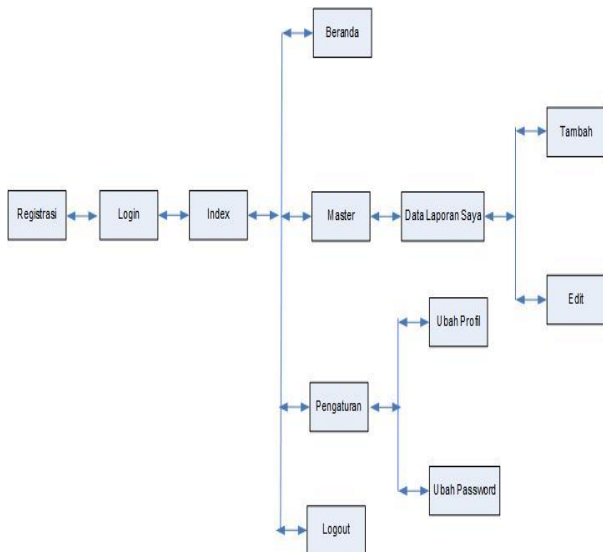 Beranda
Tambah
Registrasi
Login
Index
Master
Data Laporan Saya
Edit
Ubah Profil
Pengaturan
Ubah Password
Logout